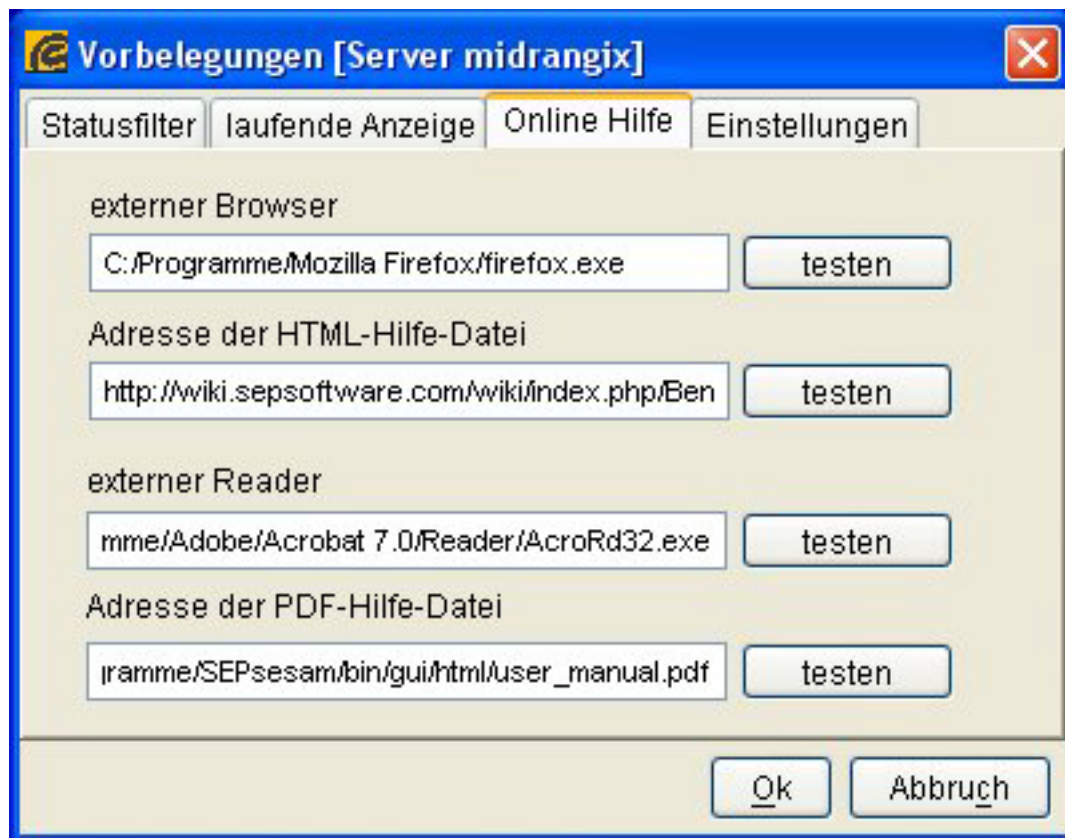 Vorbelegungen [Server midrangix]
Statusfilter laufende Anzeige Online Hilfe Einstellungen
externer Browser
C:/Programme/Mozilla Firefox/firefox.exe testen
Adresse der HTML-Hilfe-Datei
http://wiki.sepsoftware.com/wiki/index.php/Ben testen
externer Reader
mme/Adobe/Acrobat 7.0/Reader/AcroRd32.exe testen
Adresse der PDF-Hilfe-Datei
ramme/SEPsesam/bin/gui/html/user_manual.pdf testen
Ok Abbruch